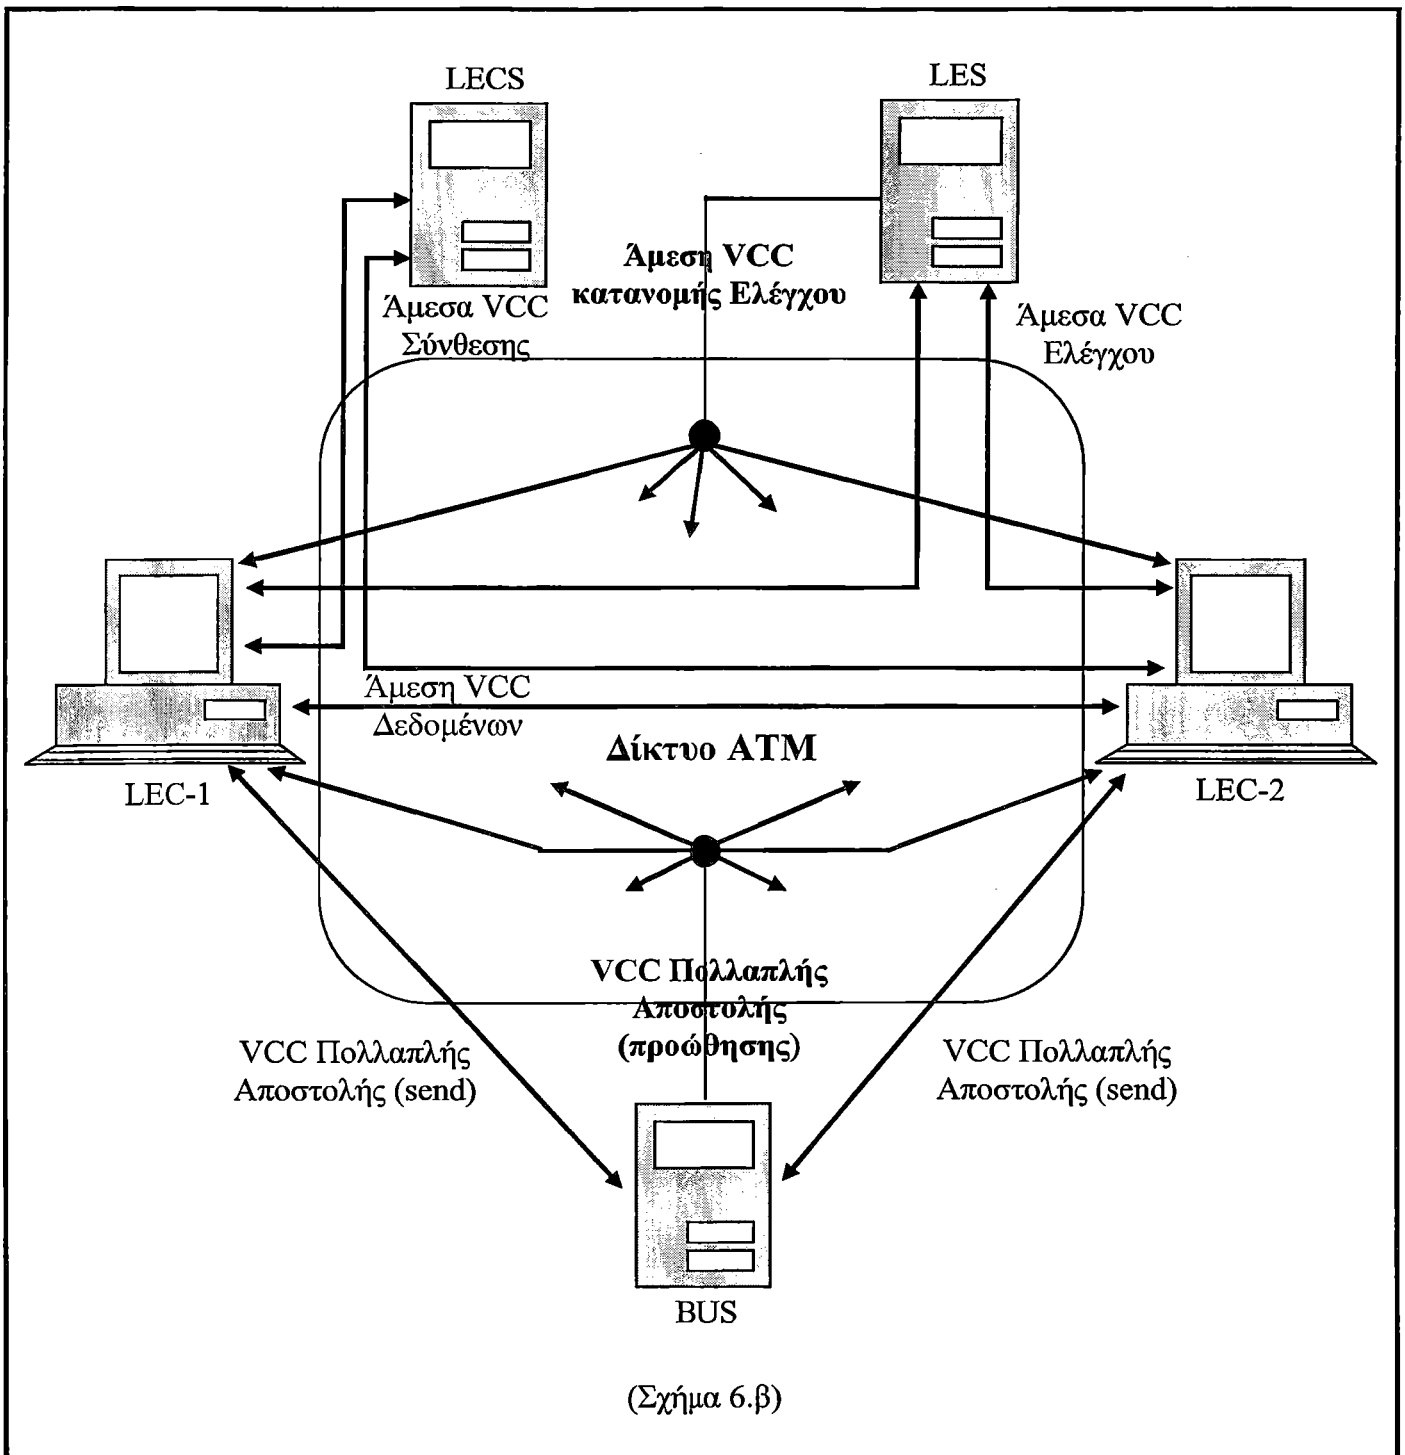 LECS
LES
Άμεση VCC
κατανομής Ελέγχου
Άμεσα VCC
Σύνθεσης
Άμεσα VCC
Ελέγχου
Άμεση VCC
Δεδομένων
Δίκτυο ATM
LEC-1
LEC-2
VCC Πολλαπλής
Αποστολής
(προώθησης)
VCC Πολλαπλής
Αποστολής (send)
VCC Πολλαπλής
Αποστολής (send)
BUS
(Σχήμα 6.β)